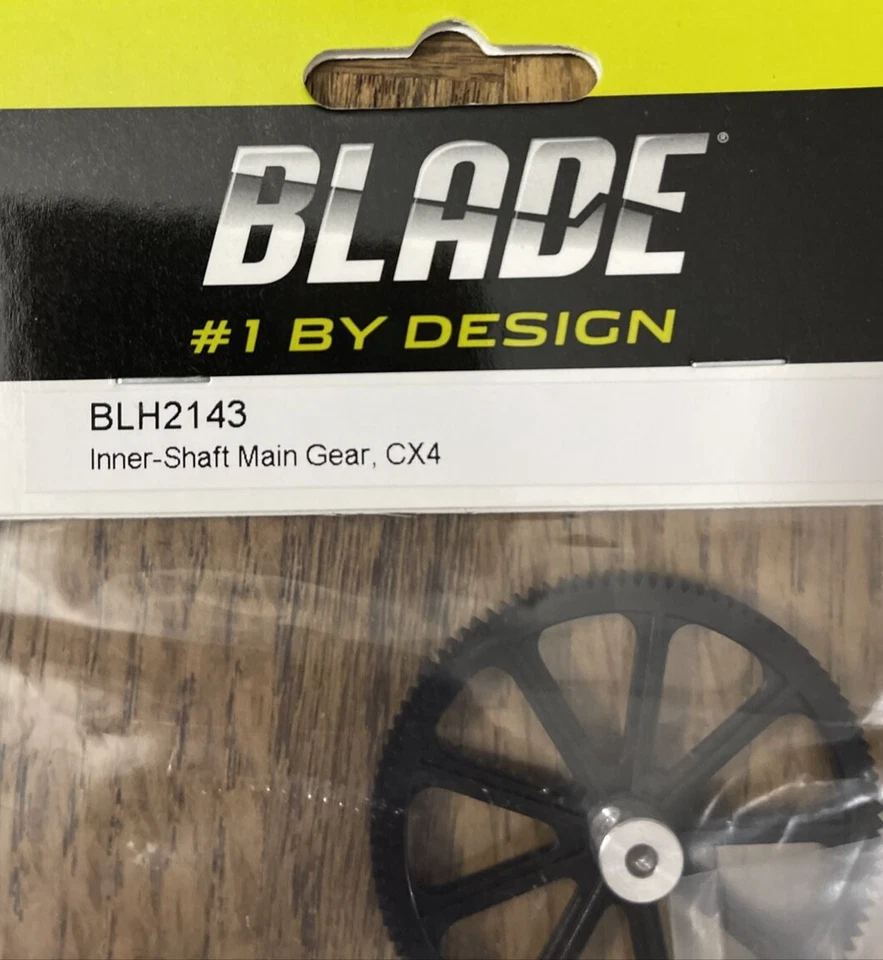 BLADE®
#1 BY DESIGN
BLH2143
Inner-Shaft Main Gear, CX4